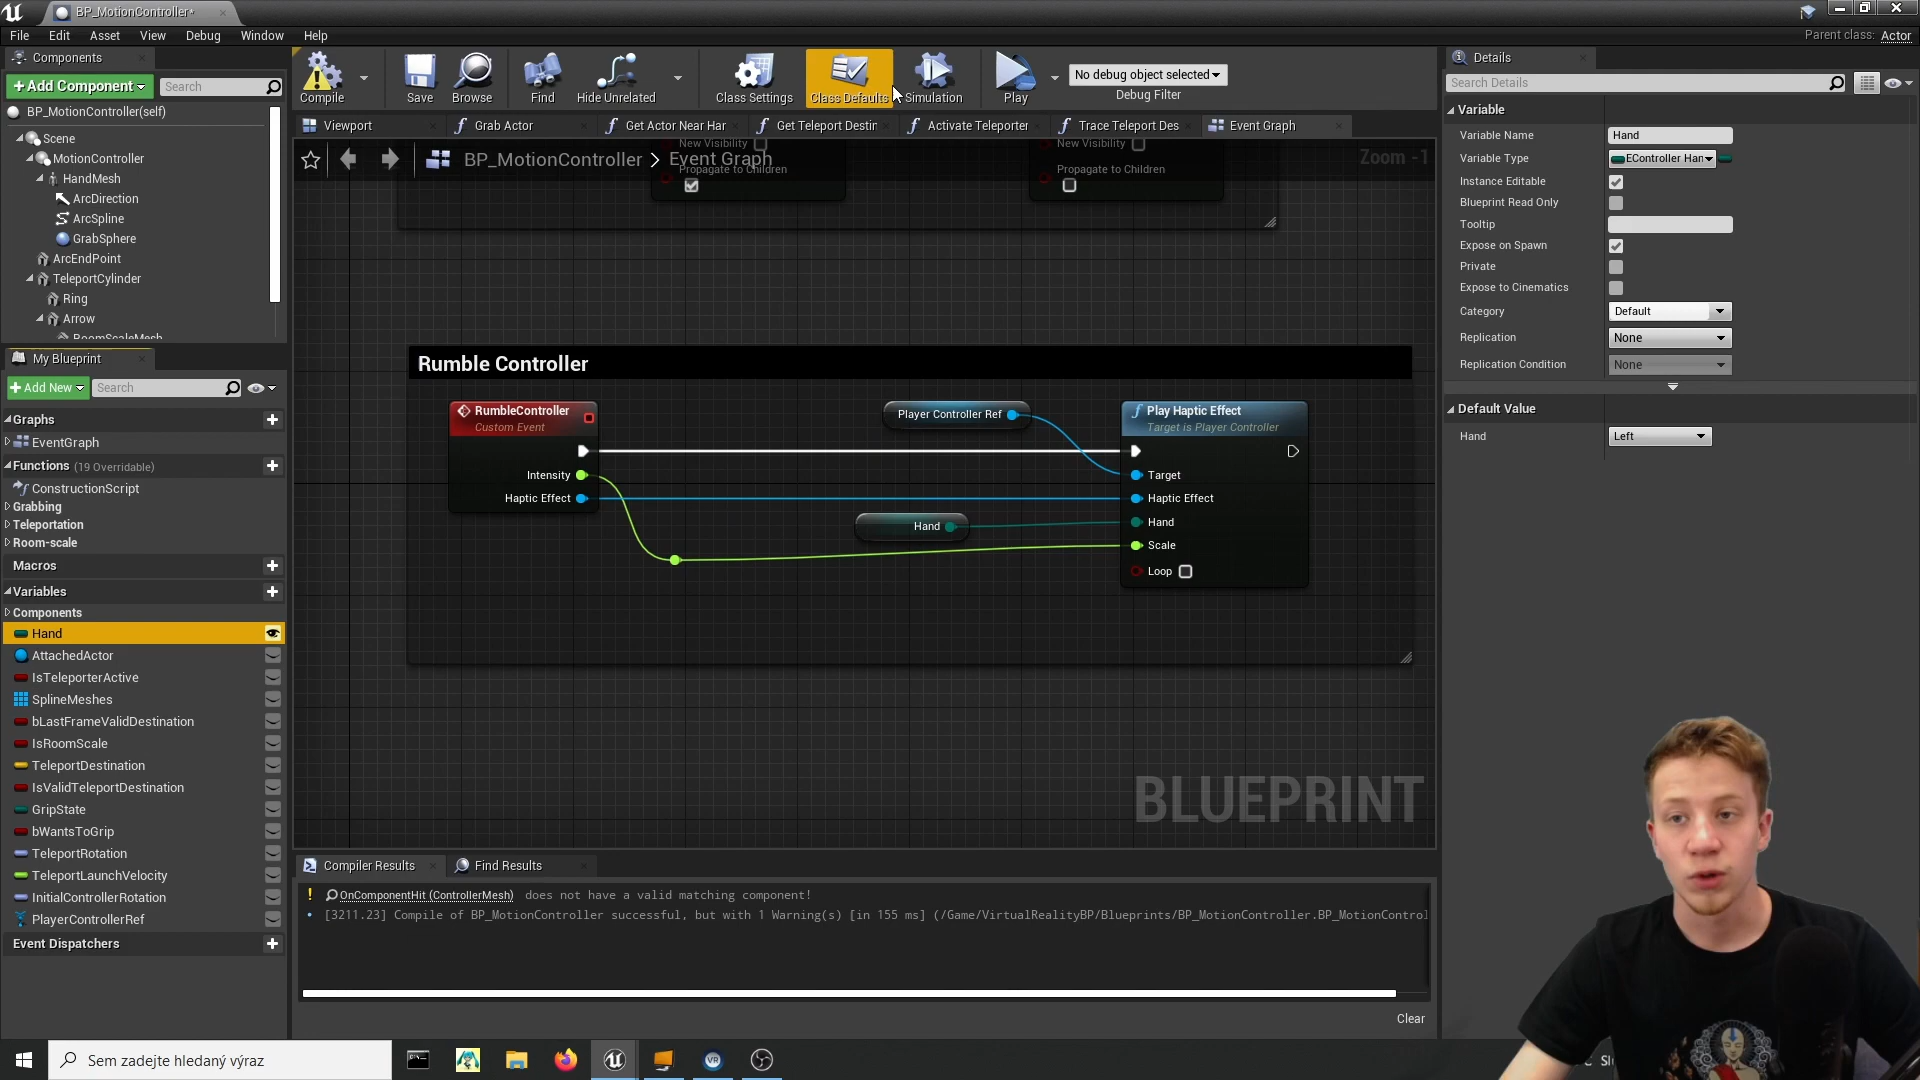 BP_MotionController*
File Edit Asset View Debug Window Help
Parent class: Actor
Components
+ Add Component
Search
BP_MotionController(self)
Scene
MotionController
HandMesh
ArcDirection
ArcSpline
GrabSphere
ArcEndPoint
TeleportCylinder
Ring
Arrow
RoomScaleMesh
My Blueprint
+ Add New
Search
Graphs
EventGraph
Functions (19 Overridable)
ConstructionScript
Grabbing
Teleportation
Room-scale
Macros
Variables
Components
Hand
AttachedActor
IsTeleporterActive
SplineMeshes
bLastFrameValidDestination
IsRoomScale
TeleportDestination
IsValidTeleportDestination
GripState
bWantsToGrip
TeleportRotation
TeleportLaunchVelocity
InitialControllerRotation
PlayerControllerRef
Event Dispatchers
Compile Save Browse Find Hide Unrelated Class Settings Class Defaults Simulation Play
No debug object selected
Debug Filter
Viewport Grab Actor Get Actor Near Har Get Teleport Destir Activate Teleporter Trace Teleport Des Event Graph
BP_MotionController > Event Graph
Zoom -1
New Visibility
Propagate to Children
New Visibility
Propagate to Children
Rumble Controller
RumbleController
Custom Event
Intensity
Haptic Effect
Player Controller Ref
Hand
Play Haptic Effect
Target is Player Controller
Target
Haptic Effect
Hand
Scale
Loop
BLUEPRINT
Compiler Results
Find Results
OnComponentHit (ControllerMesh) does not have a valid matching component!
[3211.23] Compile of BP_MotionController successful, but with 1 Warning(s) [in 155 ms] (/Game/VirtualRealityBP/Blueprints/BP_MotionController.BP_MotionControl
Clear
Details
Search Details
Variable
Variable Name Hand
Variable Type EController Han
Instance Editable
Blueprint Read Only
Tooltip
Expose on Spawn
Private
Expose to Cinematics
Category Default
Replication None
Replication Condition None
Default Value
Hand Left
Sem zadejte hledaný výraz
VR